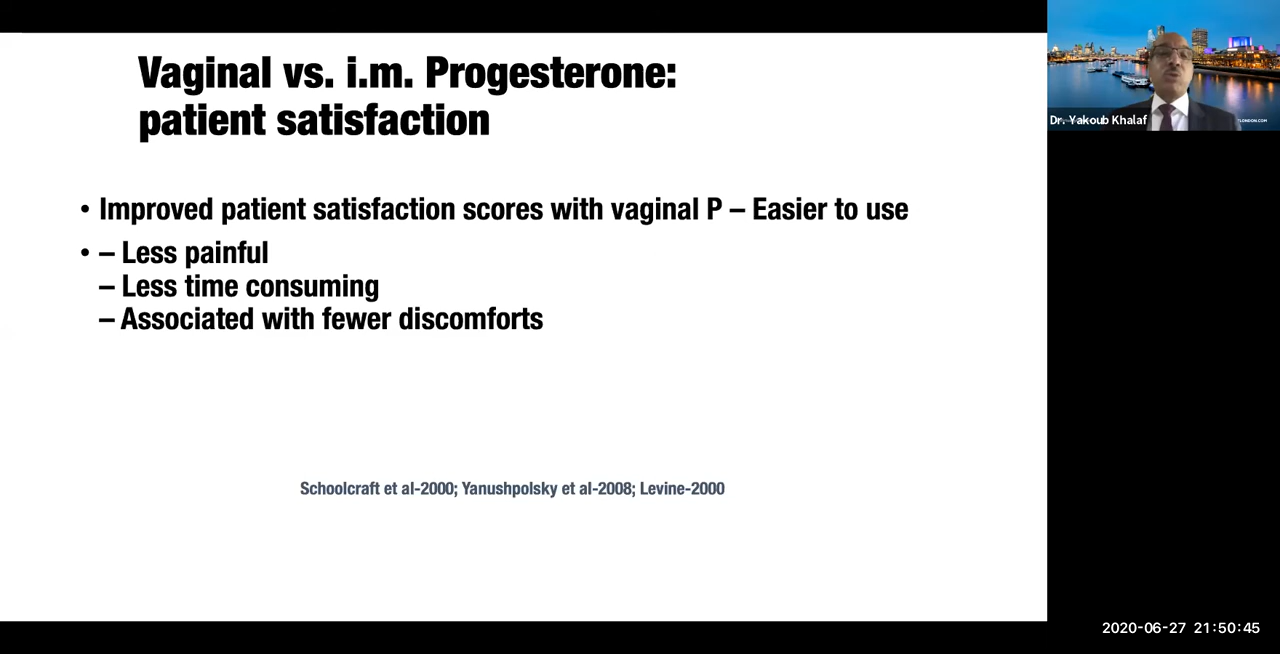 Vaginal vs. i.m. Progesterone:
patient satisfaction
• Improved patient satisfaction scores with vaginal P – Easier to use
• – Less painful
– Less time consuming
– Associated with fewer discomforts
Schoolcraft et al-2000; Yanushpolsky et al-2008; Levine-2000
Dr. Yakoub Khalaf
LONDON.COM
2020-06-27 21:50:45